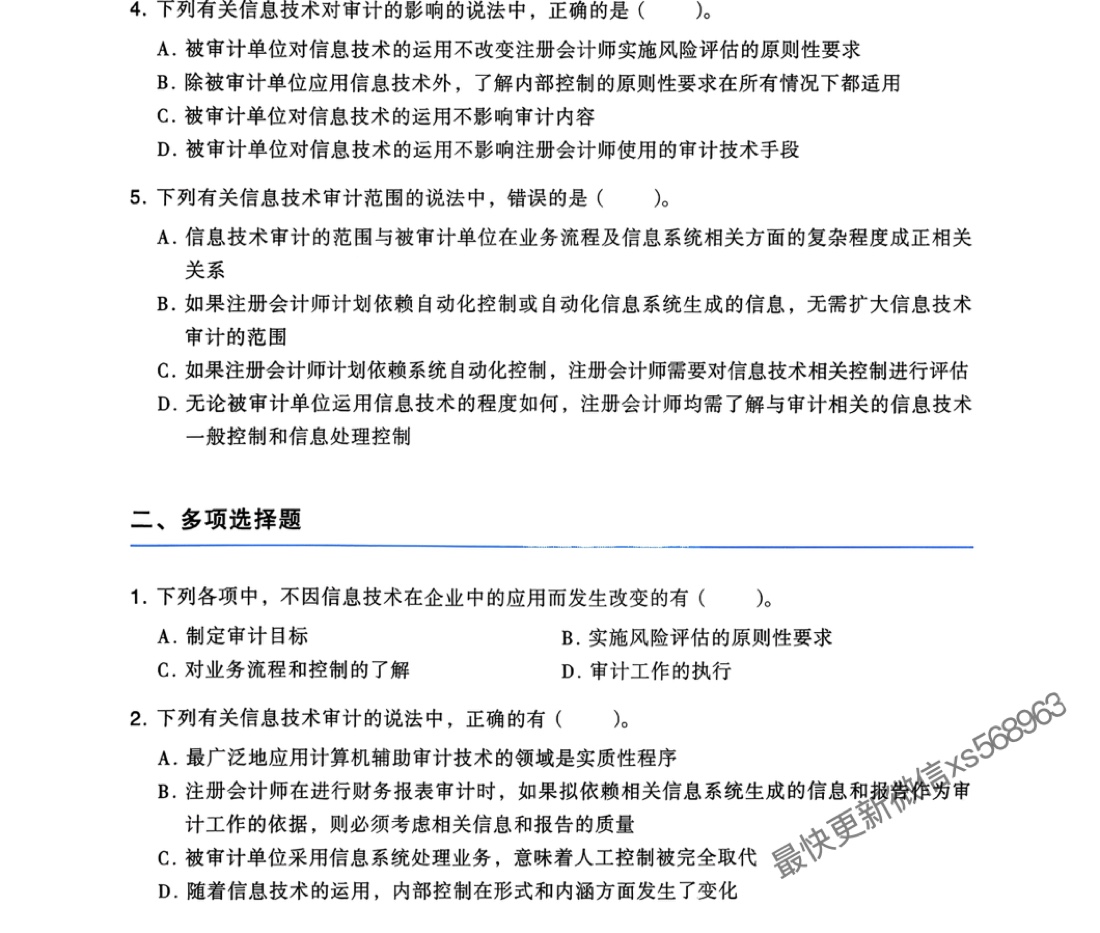 4. 下列有关信息技术对审计的影响的说法中，正确的是（　　）。
A. 被审计单位对信息技术的运用不改变注册会计师实施风险评估的原则性要求
B. 除被审计单位应用信息技术外，了解内部控制的原则性要求在所有情况下都适用
C. 被审计单位对信息技术的运用不影响审计内容
D. 被审计单位对信息技术的运用不影响注册会计师使用的审计技术手段
5. 下列有关信息技术审计范围的说法中，错误的是（　　）。
A. 信息技术审计的范围与被审计单位在业务流程及信息系统相关方面的复杂程度成正相关
关系
B. 如果注册会计师计划依赖自动化控制或自动化信息系统生成的信息，无需扩大信息技术
审计的范围
C. 如果注册会计师计划依赖系统自动化控制，注册会计师需要对信息技术相关控制进行评估
D. 无论被审计单位运用信息技术的程度如何，注册会计师均需了解与审计相关的信息技术
一般控制和信息处理控制
二、多项选择题
1. 下列各项中，不因信息技术在企业中的应用而发生改变的有（　　）。
A. 制定审计目标　　B. 实施风险评估的原则性要求
C. 对业务流程和控制的了解　　D. 审计工作的执行
2. 下列有关信息技术审计的说法中，正确的有（　　）。
A. 最广泛地应用计算机辅助审计技术的领域是实质性程序
B. 注册会计师在进行财务报表审计时，如果拟依赖相关信息系统生成的信息和报告作为审
计工作的依据，则必须考虑相关信息和报告的质量
C. 被审计单位采用信息系统处理业务，意味着人工控制被完全取代
D. 随着信息技术的运用，内部控制在形式和内涵方面发生了变化
最快更新微信xs568963